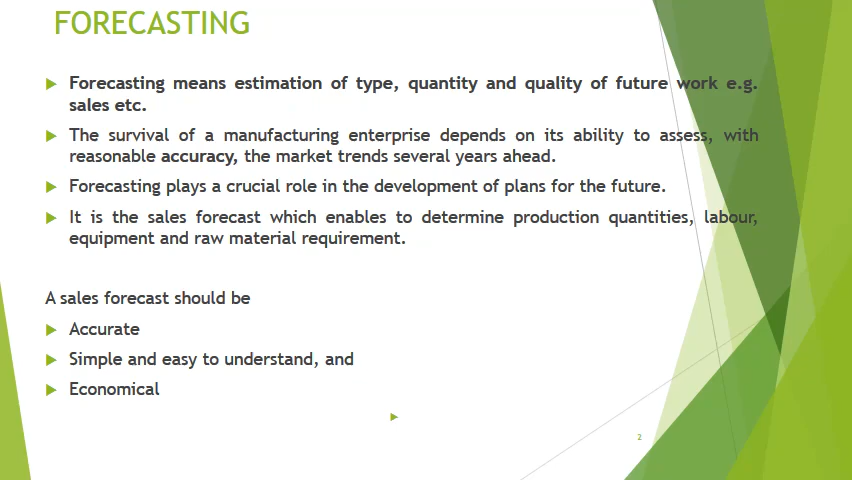 FORECASTING
Forecasting means estimation of type, quantity and quality of future work e.g.
sales etc.
The survival of a manufacturing enterprise depends on its ability to assess, with
reasonable accuracy, the market trends several years ahead.
Forecasting plays a crucial role in the development of plans for the future.
It is the sales forecast which enables to determine production quantities, labour,
equipment and raw material requirement.
A sales forecast should be
Accurate
Simple and easy to understand, and
Economical
2